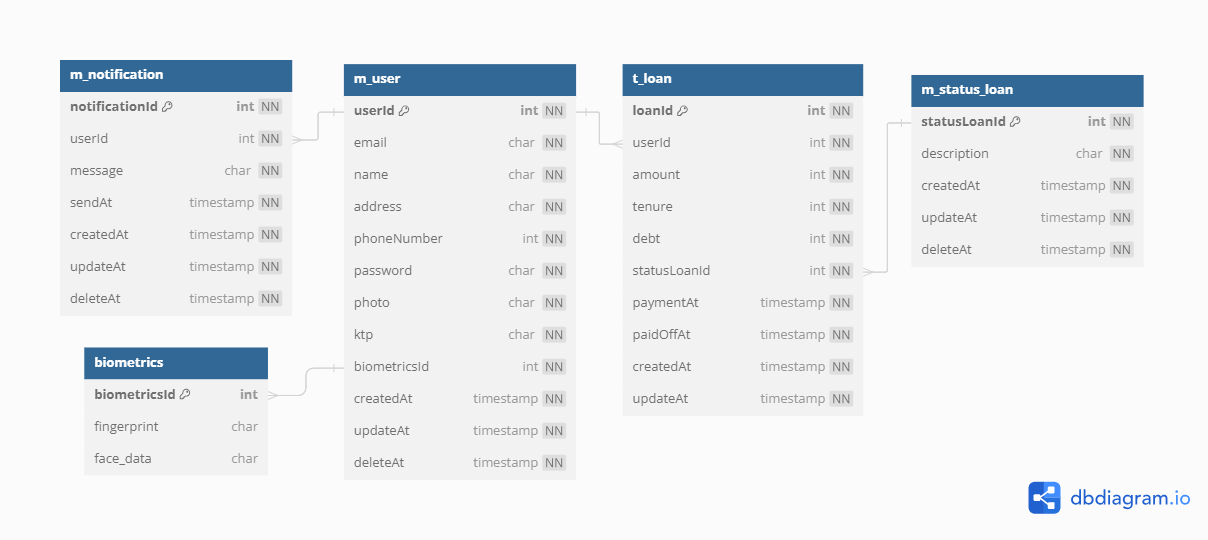 m_notification
notificationId int NN
userId int NN
message char NN
sendAt timestamp NN
createdAt timestamp NN
updateAt timestamp NN
deleteAt timestamp NN
biometrics
biometricsId int
fingerprint char
face_data char
m_user
userId int NN
email char NN
name char NN
address char NN
phoneNumber int NN
password char NN
photo char NN
ktp char NN
biometricsId int NN
createdAt timestamp NN
updateAt timestamp NN
deleteAt timestamp NN
t_loan
loanId int NN
userId int NN
amount int NN
tenure int NN
debt int NN
statusLoanId int NN
paymentAt timestamp NN
paidOffAt timestamp NN
createdAt timestamp NN
updateAt timestamp NN
m_status_loan
statusLoanId int NN
description char NN
createdAt timestamp NN
updateAt timestamp NN
deleteAt timestamp NN
dbdiagram.io